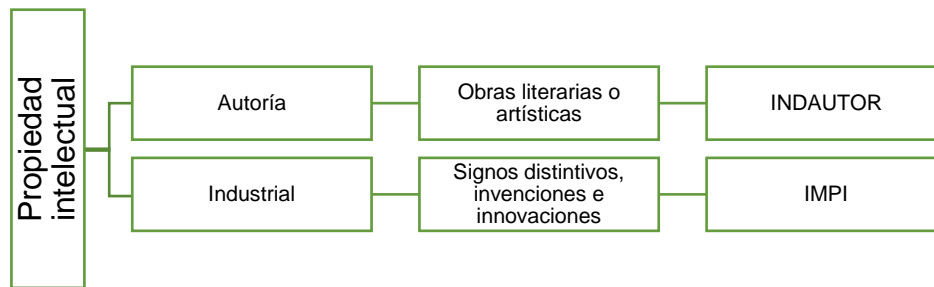 Propiedad
intelectual
Autoría
Obras literarias o
artísticas
INDAUTOR
Industrial
Signos distintivos,
invenciones e
innovaciones
IMPI